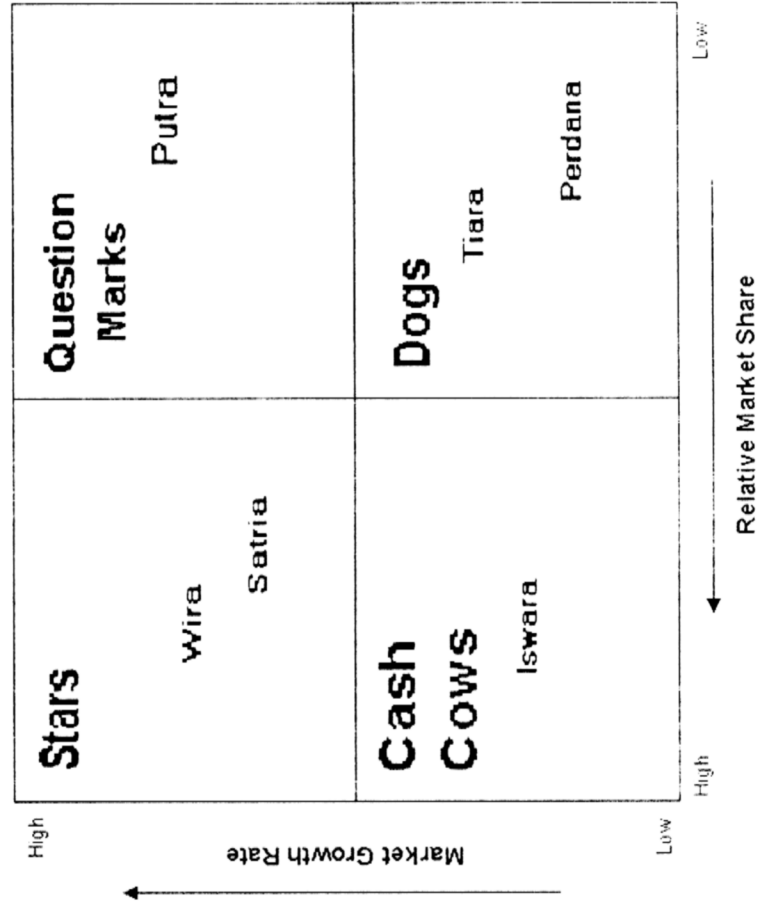 Stars
Wira
Satria
Question
Marks
Putra
Cash
Cows
Iswara
Dogs
Tiara
Perdana
High
Market Growth Rate
Low
High
Relative Market Share
Low